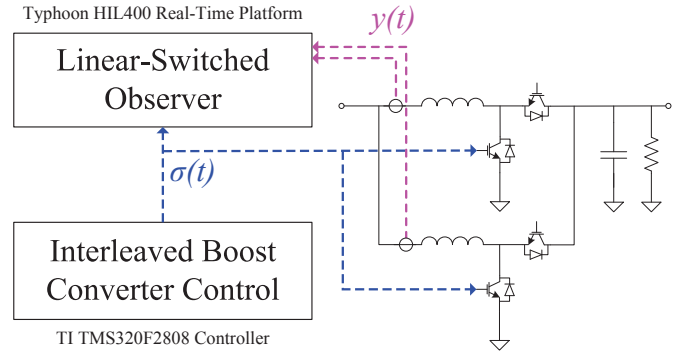 Typhoon HIL400 Real-Time Platform
y(t)
Linear-Switched
Observer
σ(t)
Interleaved Boost
Converter Control
TI TMS320F2808 Controller